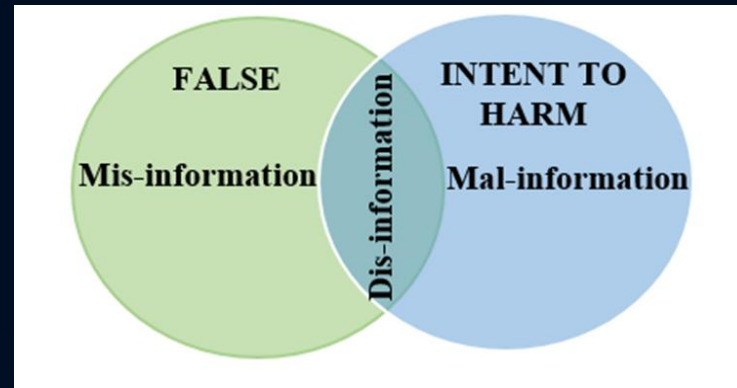 FALSE
Mis-information
Dis-information
INTENT TO
HARM
Mal-information